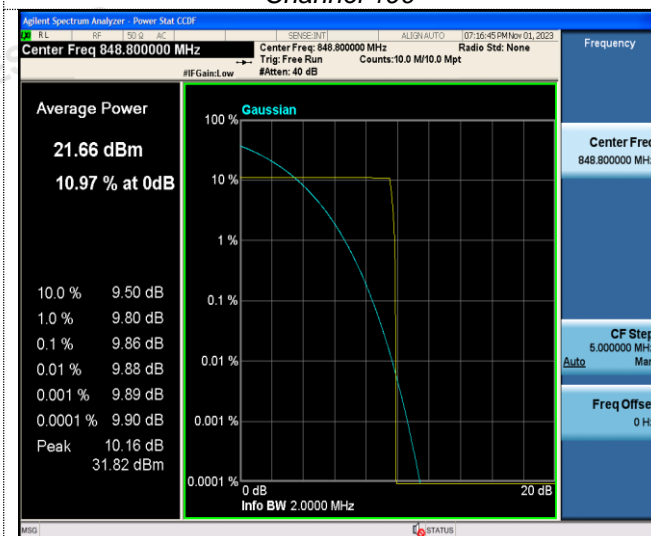 Agilent Spectrum Analyzer - Power Stat CCDF
RL RF 50 Ω AC SENSE:INT ALIGN AUTO 07:16:45 PM Nov 01, 2023
Center Freq 848.800000 MHz
Center Freq: 848.800000 MHz Radio Std: None
Trig: Free Run Counts:10.0 M/10.0 Mpt
#IFGain:Low #Atten: 40 dB
Frequency
Average Power
21.66 dBm
10.97 % at 0dB
10.0 % 9.50 dB
1.0 % 9.80 dB
0.1 % 9.86 dB
0.01 % 9.88 dB
0.001 % 9.89 dB
0.0001 % 9.90 dB
Peak 10.16 dB
31.82 dBm
Gaussian
100 %
10 %
1 %
0.1 %
0.01 %
0.001 %
0.0001 %
0 dB 20 dB
Info BW 2.0000 MHz
Center Freq
848.800000 MHz
CF Step
5.000000 MHz
Auto Man
Freq Offset
0 Hz
MSG STATUS